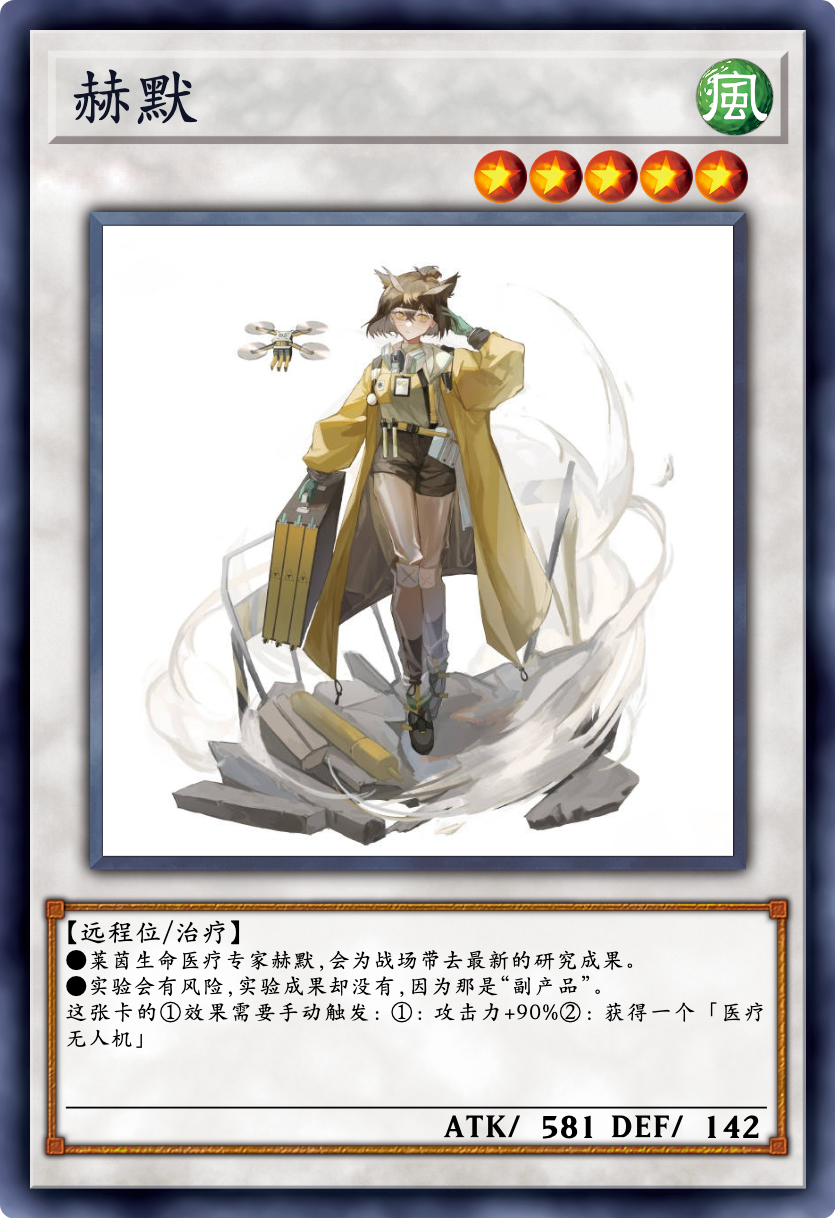 赫默
風
【远程位/治疗】
●莱茵生命医疗专家赫默,会为战场带去最新的研究成果。
●实验会有风险,实验成果却没有,因为那是“副产品”。
这张卡的①效果需要手动触发:①:攻击力+90%②:获得一个「医疗
无人机」
ATK/ 581 DEF/ 142